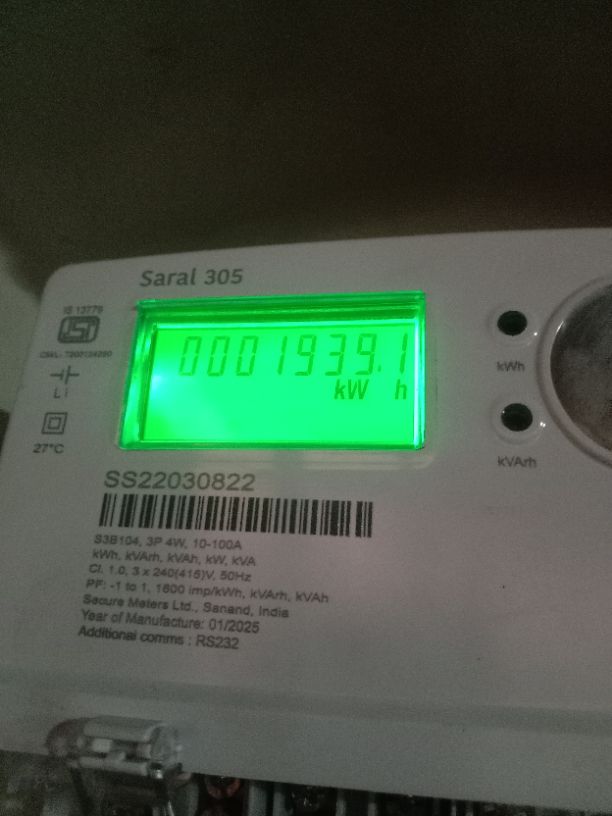 Saral 305
IS 13779
0001939.1
kW h
kWh
Li
27°C
kVArh
SS22030822
S3B104, 3P 4W, 10-100A
kWh, kVArh, kVAh, kW, kVA
Cl. 1.0, 3 x 240(415)V, 50Hz
PF: -1 to 1, 1600 imp/kWh, kVArh, kVAh
Secure Meters Ltd., Sanand, India
Year of Manufacture: 01/2025
Additional comms : RS232